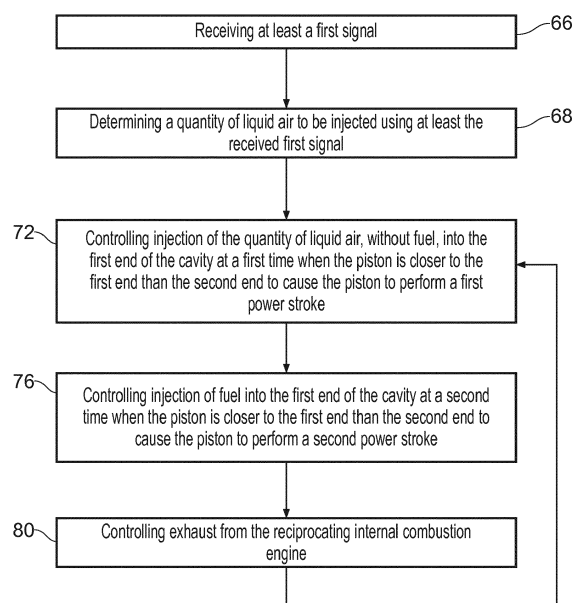 Receiving at least a first signal
66
Determining a quantity of liquid air to be injected using at least the
received first signal
68
72
Controlling injection of the quantity of liquid air, without fuel, into the
first end of the cavity at a first time when the piston is closer to the
first end than the second end to cause the piston to perform a first
power stroke
76
Controlling injection of fuel into the first end of the cavity at a second
time when the piston is closer to the first end than the second end to
cause the piston to perform a second power stroke
80
Controlling exhaust from the reciprocating internal combustion
engine